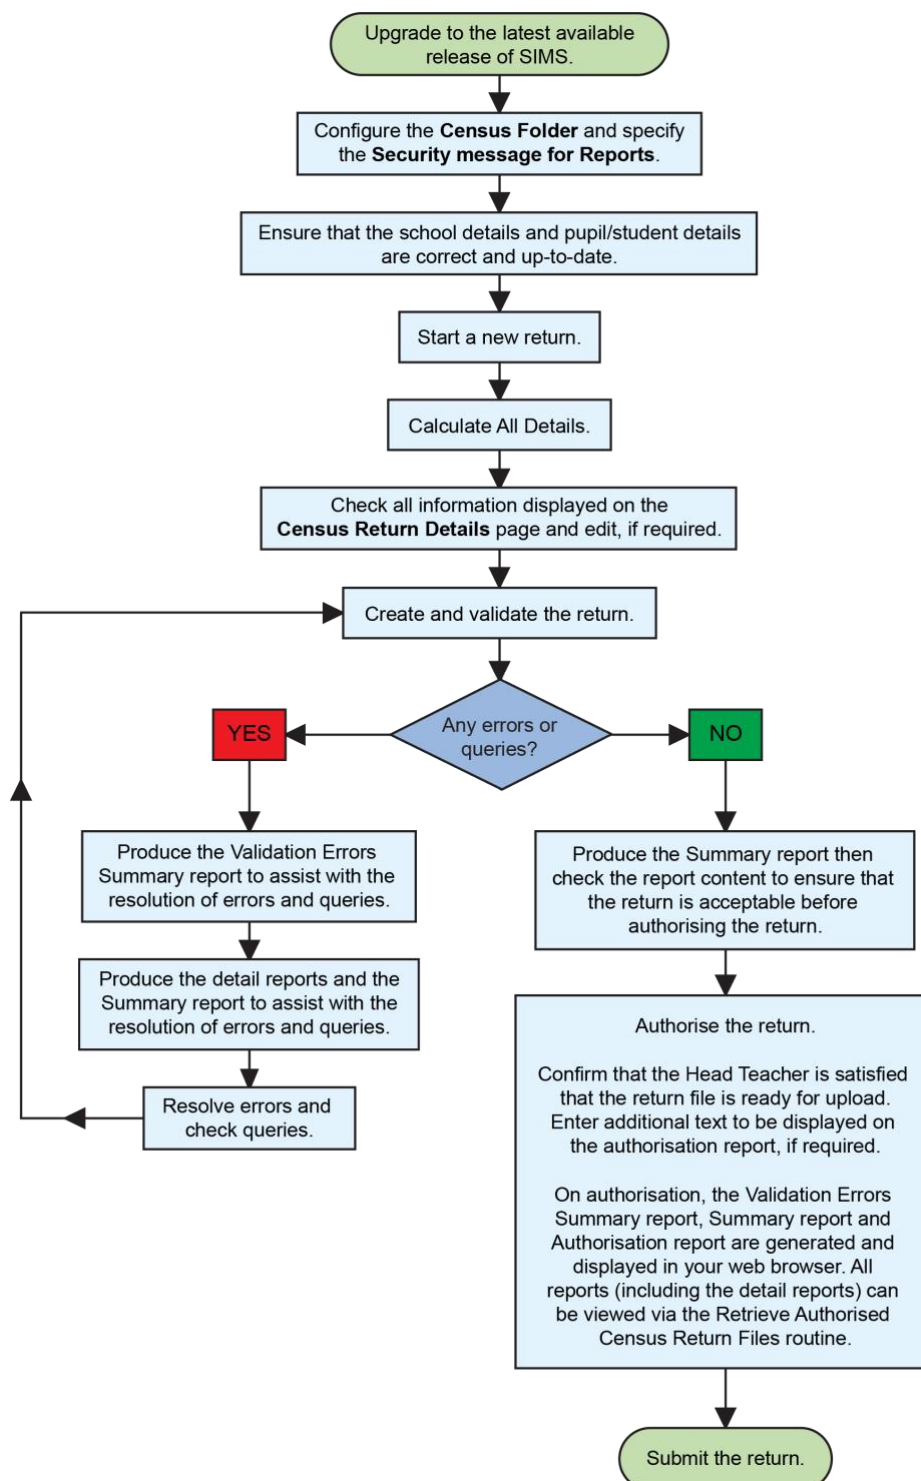 Upgrade to the latest available
release of SIMS.
Configure the Census Folder and specify
the Security message for Reports.
Ensure that the school details and pupil/student details
are correct and up-to-date.
Start a new return.
Calculate All Details.
Check all information displayed on the
Census Return Details page and edit, if required.
Create and validate the return.
Any errors or
queries?
YES
NO
Produce the Validation Errors
Summary report to assist with the
resolution of errors and queries.
Produce the detail reports and the
Summary report to assist with the
resolution of errors and queries.
Resolve errors and
check queries.
Produce the Summary report then
check the report content to ensure that
the return is acceptable before
authorising the return.
Authorise the return.
Confirm that the Head Teacher is satisfied
that the return file is ready for upload.
Enter additional text to be displayed on
the authorisation report, if required.
On authorisation, the Validation Errors
Summary report, Summary report and
Authorisation report are generated and
displayed in your web browser. All
reports (including the detail reports) can
be viewed via the Retrieve Authorised
Census Return Files routine.
Submit the return.